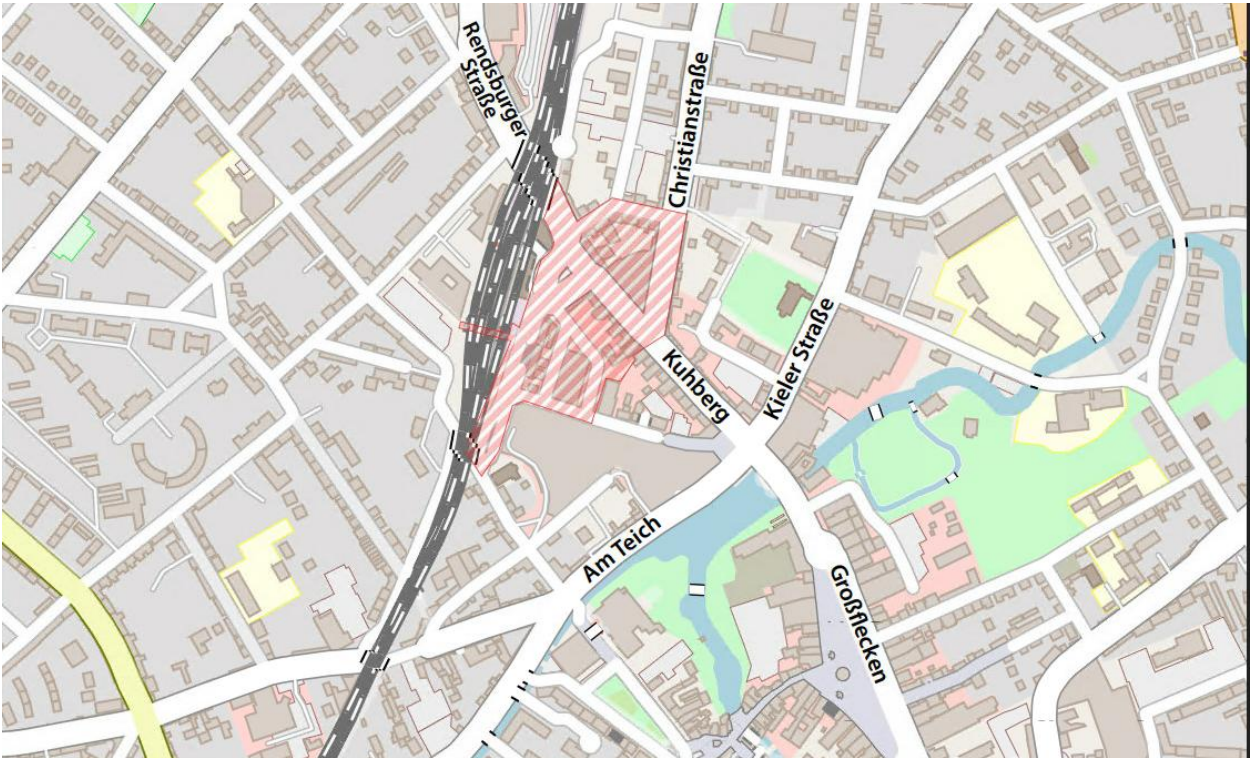 Rendsburger
Straße
Christianstraße
Kuhberg
Kieler Straße
Am Teich
Großflecken